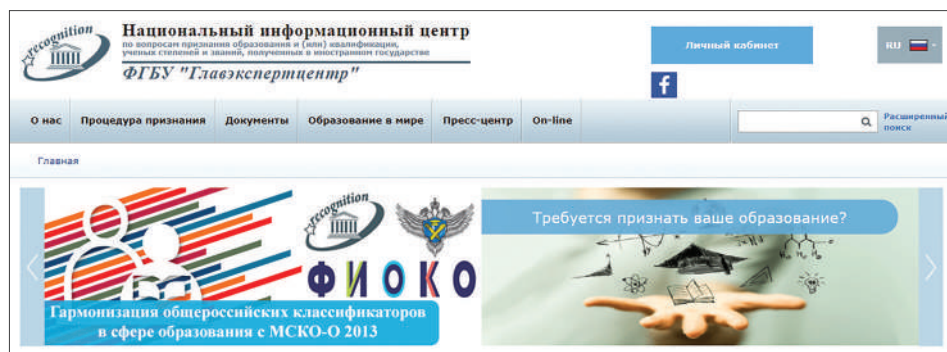 recognition
Национальный информационный центр
по вопросам признания образования и (или) квалификации,
ученых степеней и званий, полученных в иностранном государстве
ФГБУ "Главэкспертцентр"
Личный кабинет
RU
f
О нас Процедура признания Документы Образование в мире Пресс-центр On-line
Расширенный
поиск
Главная
recognition
ФИОКО
Гармонизация общероссийских классификаторов
в сфере образования с МСКО-О 2013
Требуется признать ваше образование?